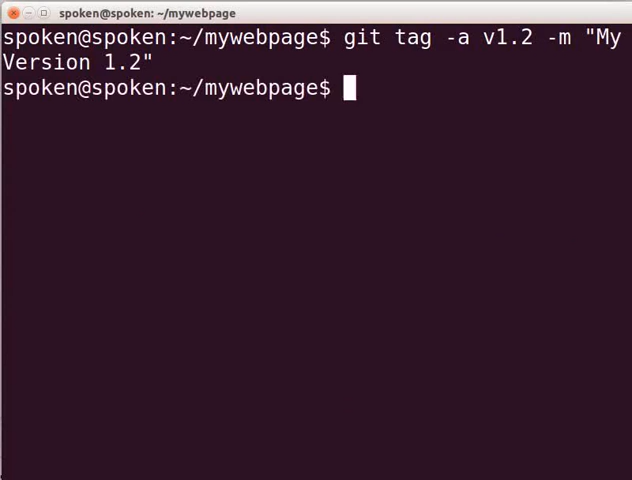 spoken@spoken: ~/mywebpage
spoken@spoken:~/mywebpage$ git tag -a v1.2 -m "My
Version 1.2"
spoken@spoken:~/mywebpage$